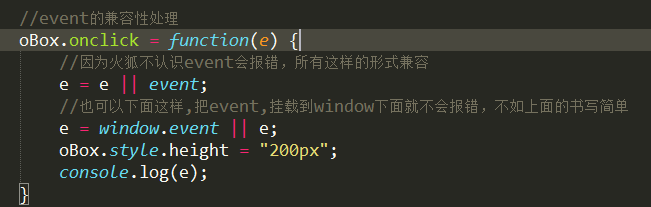 //event的兼容性处理
oBox.onclick = function(e) {
//因为火狐不认识event会报错，所有这样的形式兼容
e = e || event;
//也可以下面这样,把event,挂载到window下面就不会报错，不如上面的书写简单
e = window.event || e;
oBox.style.height = "200px";
console.log(e);
}